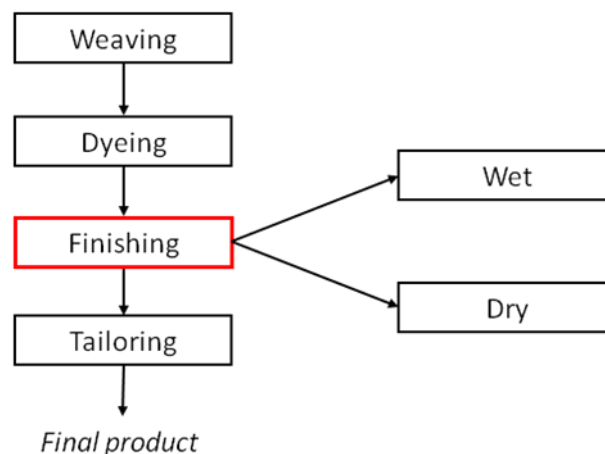 Weaving
Dyeing
Finishing
Tailoring
Final product
Wet
Dry